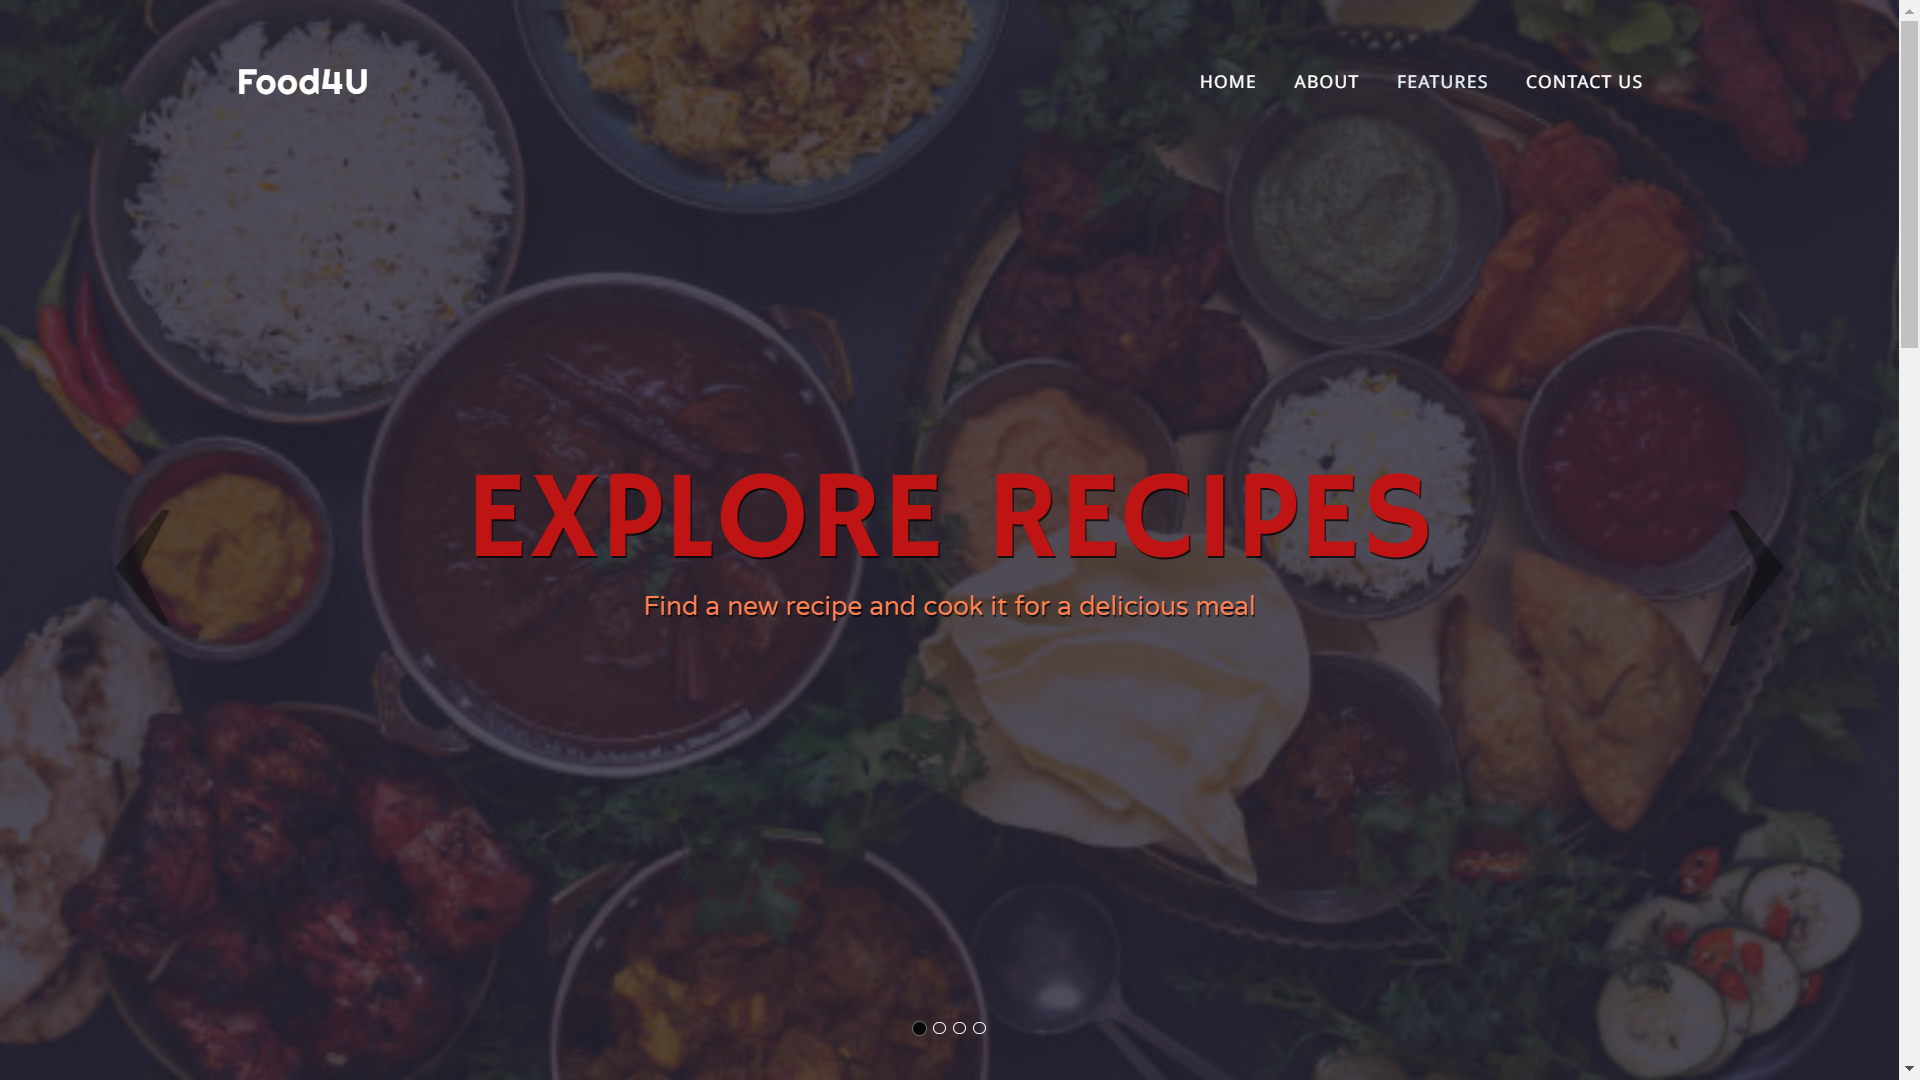 Food4U
HOME ABOUT FEATURES CONTACT US
EXPLORE RECIPES
Find a new recipe and cook it for a delicious meal